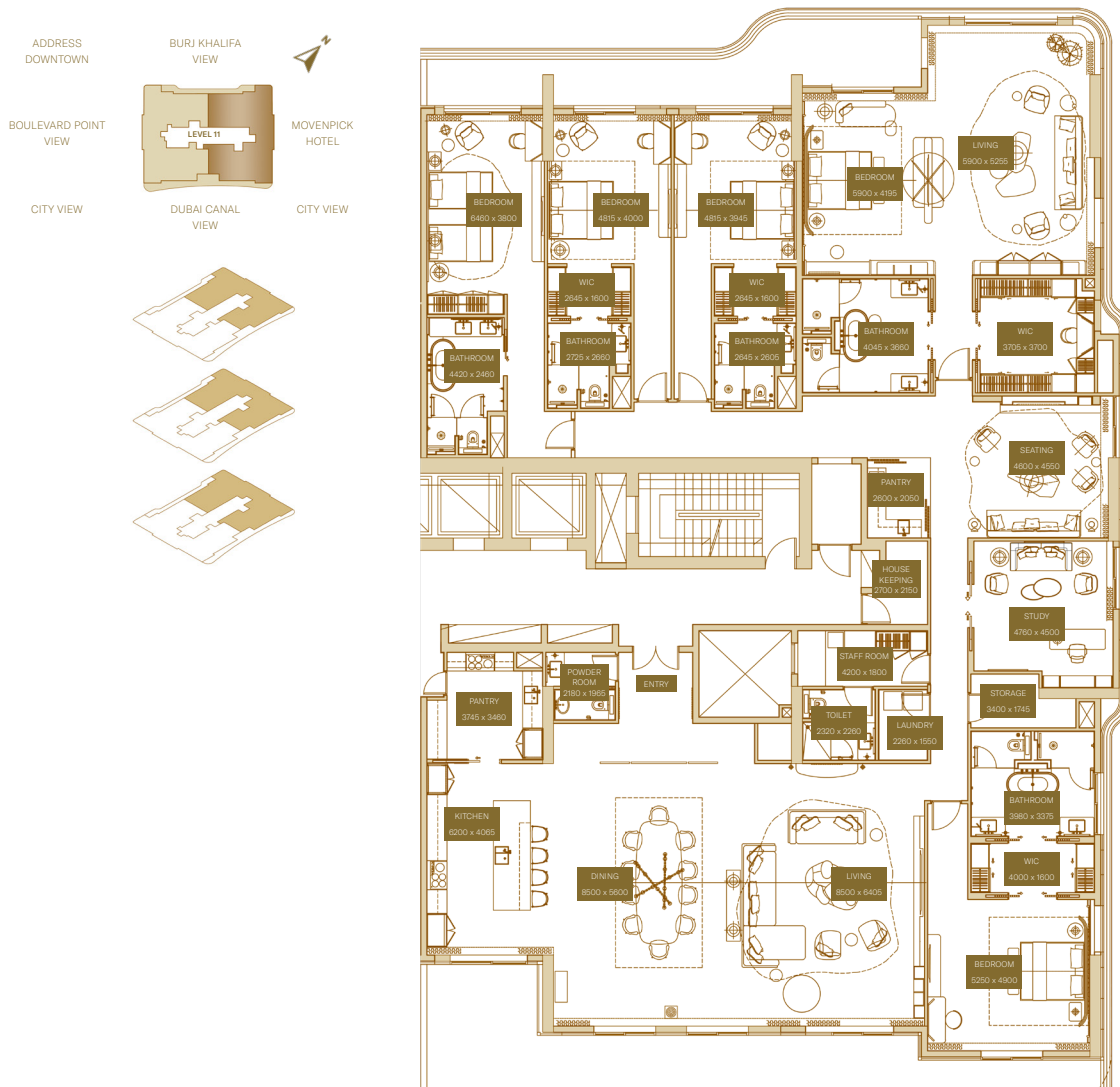 ADDRESS
DOWNTOWN
BURJ KHALIFA
VIEW
N
BOULEVARD POINT
VIEW
LEVEL 11
MOVENPICK
HOTEL
CITY VIEW
DUBAI CANAL
VIEW
CITY VIEW
LIVING
5900 x 5255
BEDROOM
5900 x 4195
BEDROOM
6460 x 3800
BEDROOM
4815 x 4000
BEDROOM
4815 x 3945
WIC
2645 x 1600
WIC
2645 x 1600
BATHROOM
4420 x 2460
BATHROOM
2725 x 2660
BATHROOM
2645 x 2605
BATHROOM
4045 x 3660
WIC
3705 x 3700
SEATING
4600 x 4550
PANTRY
2600 x 2050
HOUSE
KEEPING
2700 x 2150
STUDY
4760 x 4500
STAFF ROOM
4200 x 1800
POWDER
ROOM
2180 x 1965
ENTRY
PANTRY
3745 x 3460
STORAGE
3400 x 1745
TOILET
2320 x 2260
LAUNDRY
2260 x 1550
KITCHEN
6200 x 4065
BATHROOM
3980 x 3375
WIC
4000 x 1600
DINING
8500 x 5600
LIVING
8500 x 6405
BEDROOM
5250 x 4900